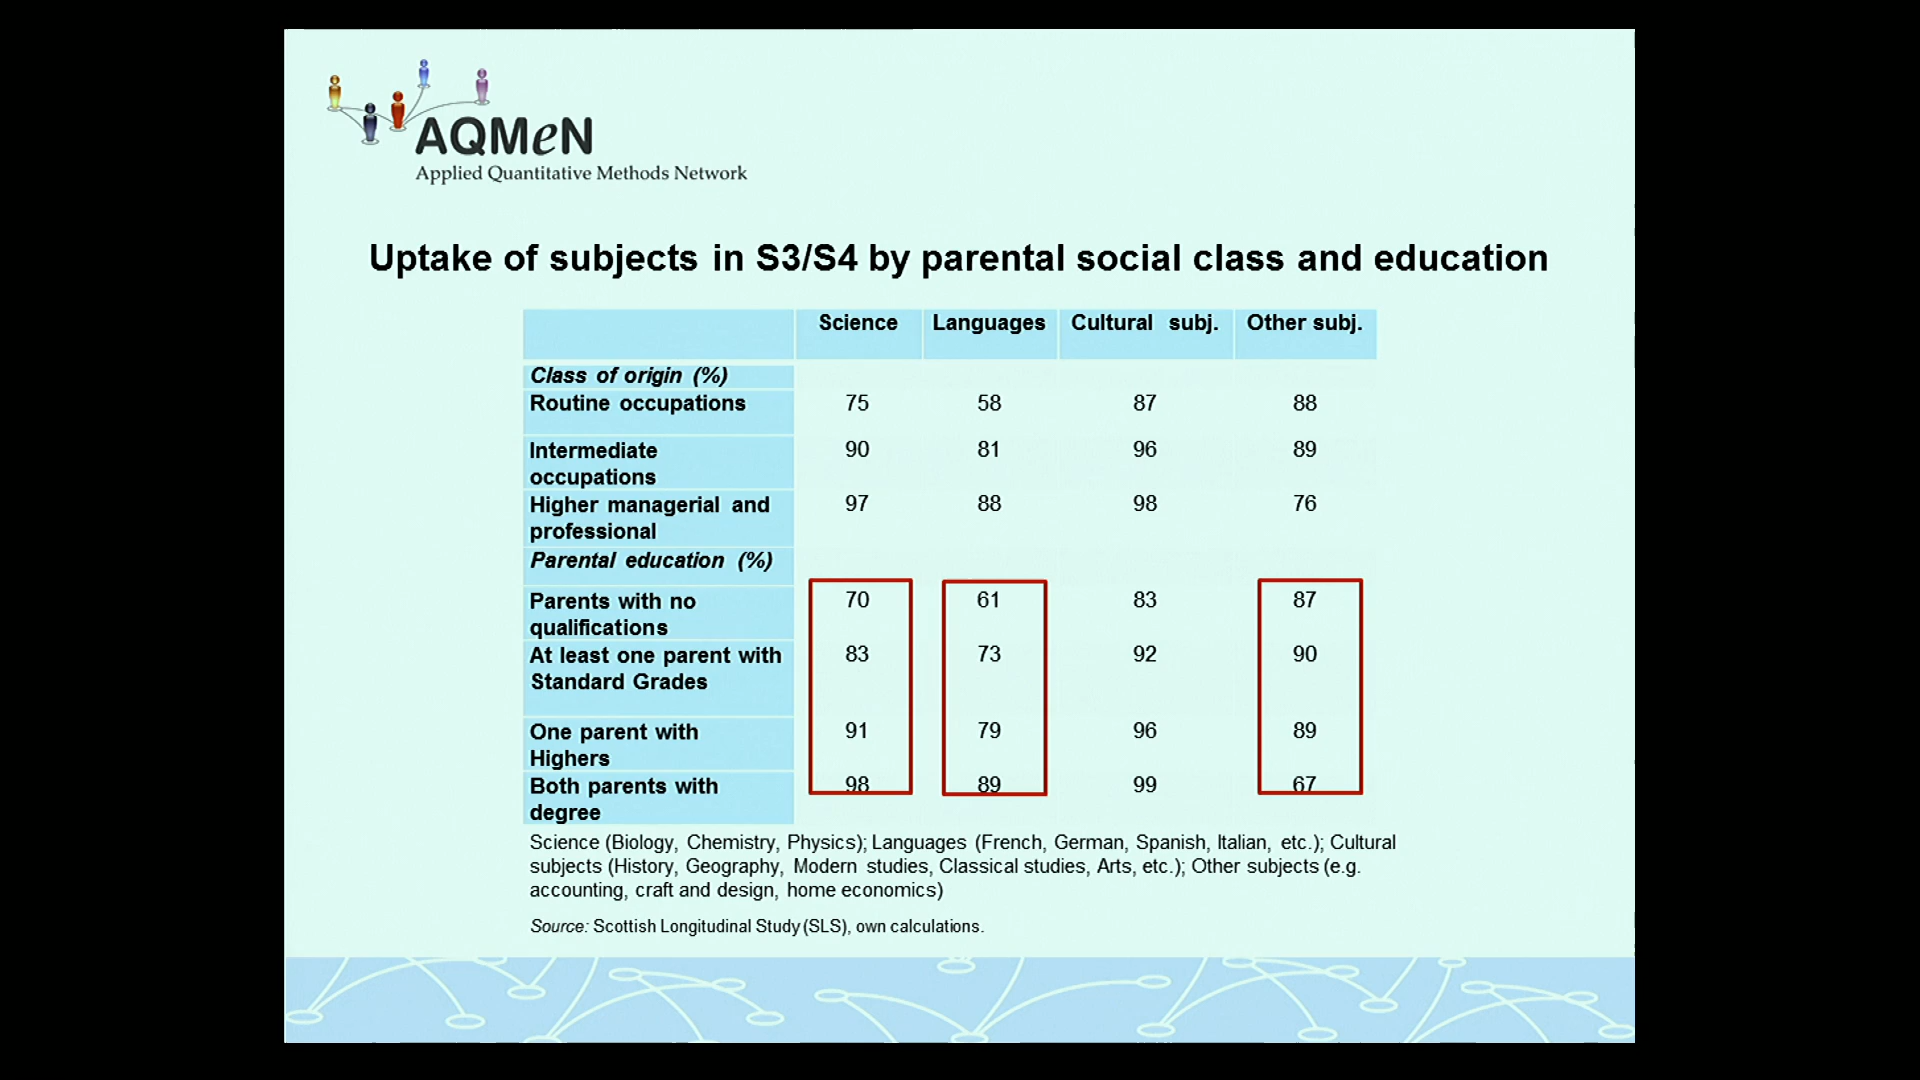 AQMeN
Applied Quantitative Methods Network
Uptake of subjects in S3/S4 by parental social class and education
Science Languages Cultural subj. Other subj.
Class of origin (%)
Routine occupations 75 58 87 88
Intermediate 90 81 96 89
occupations
Higher managerial and 97 88 98 76
professional
Parental education (%)
Parents with no 70 61 83 87
qualifications
At least one parent with 83 73 92 90
Standard Grades
One parent with 91 79 96 89
Highers
Both parents with 98 89 99 67
degree
Science (Biology, Chemistry, Physics); Languages (French, German, Spanish, Italian, etc.); Cultural
subjects (History, Geography, Modern studies, Classical studies, Arts, etc.); Other subjects (e.g.
accounting, craft and design, home economics)
Source: Scottish Longitudinal Study (SLS), own calculations.